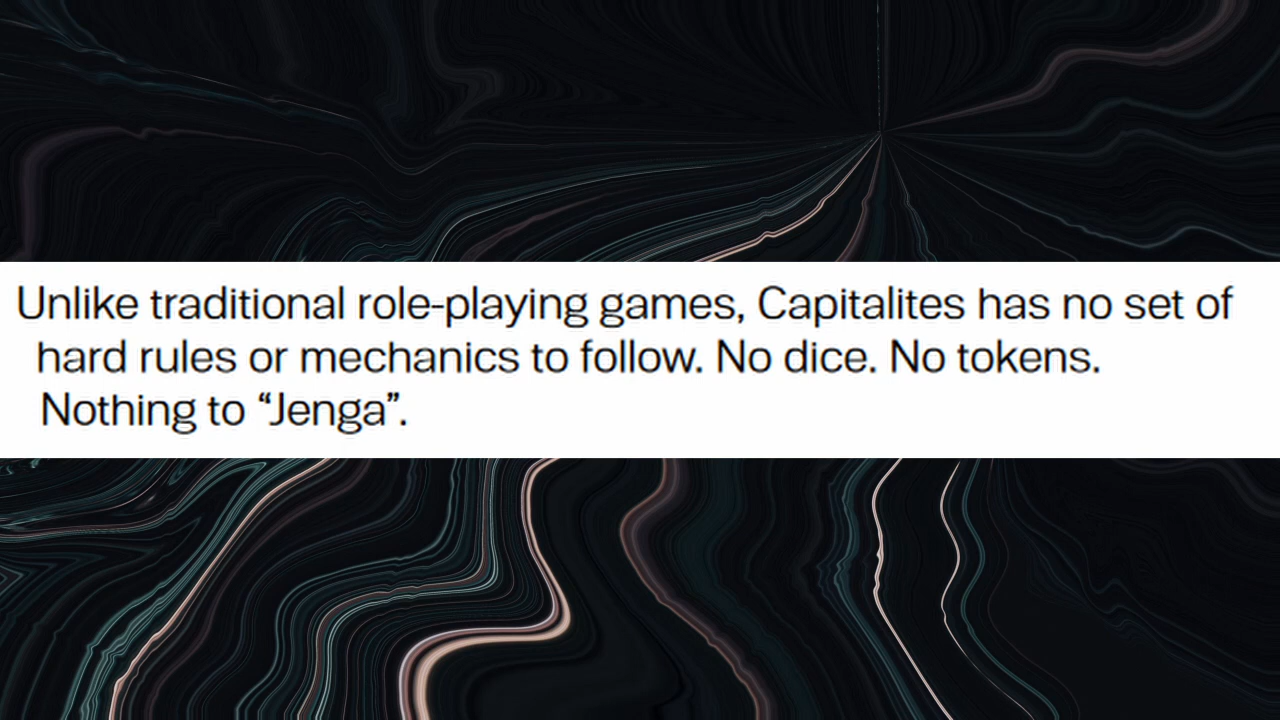 Unlike traditional role-playing games, Capitalites has no set of
hard rules or mechanics to follow. No dice. No tokens.
Nothing to “Jenga”.